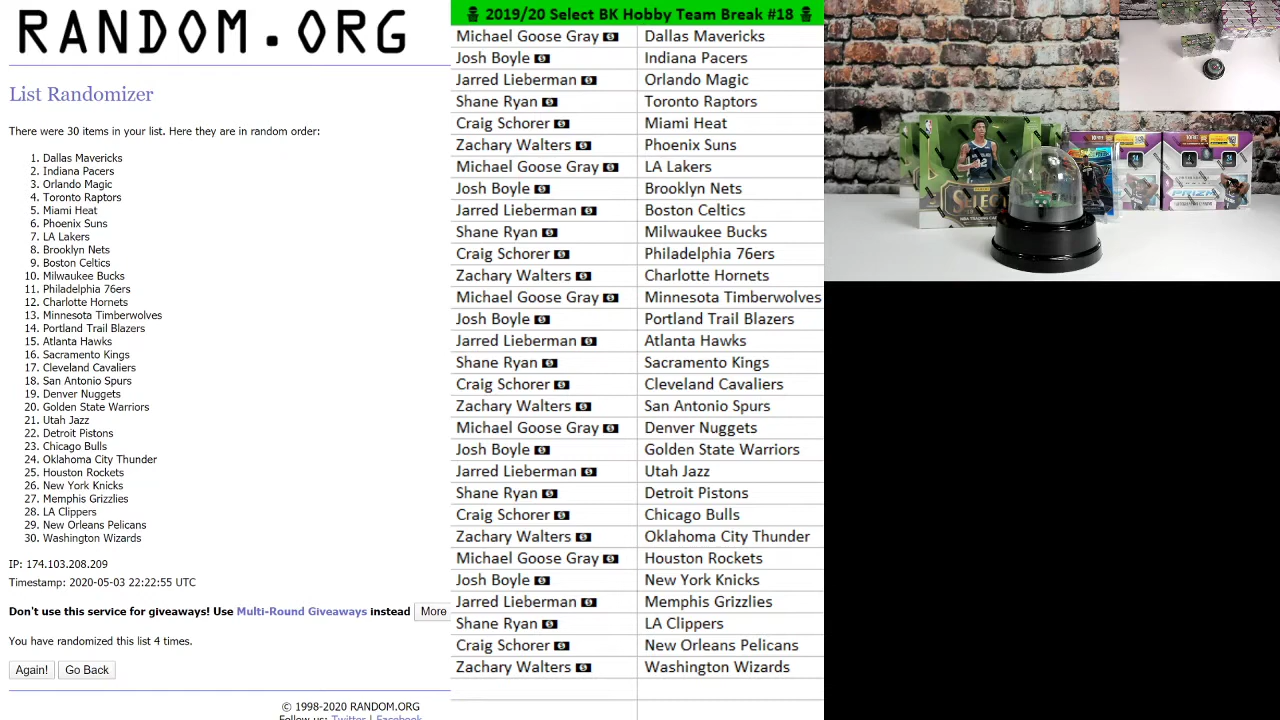 RANDOM.ORG
List Randomizer
There were 30 items in your list. Here they are in random order:
1. Dallas Mavericks
2. Indiana Pacers
3. Orlando Magic
4. Toronto Raptors
5. Miami Heat
6. Phoenix Suns
7. LA Lakers
8. Brooklyn Nets
9. Boston Celtics
10. Milwaukee Bucks
11. Philadelphia 76ers
12. Charlotte Hornets
13. Minnesota Timberwolves
14. Portland Trail Blazers
15. Atlanta Hawks
16. Sacramento Kings
17. Cleveland Cavaliers
18. San Antonio Spurs
19. Denver Nuggets
20. Golden State Warriors
21. Utah Jazz
22. Detroit Pistons
23. Chicago Bulls
24. Oklahoma City Thunder
25. Houston Rockets
26. New York Knicks
27. Memphis Grizzlies
28. LA Clippers
29. New Orleans Pelicans
30. Washington Wizards
IP: 174.103.208.209
Timestamp: 2020-05-03 22:22:55 UTC
Don't use this service for giveaways! Use Multi-Round Giveaways instead More
You have randomized this list 4 times.
Again! Go Back
© 1998-2020 RANDOM.ORG
Follow us: Twitter | Facebook
2019/20 Select BK Hobby Team Break #18
Michael Goose Gray Dallas Mavericks
Josh Boyle Indiana Pacers
Jarred Lieberman Orlando Magic
Shane Ryan Toronto Raptors
Craig Schorer Miami Heat
Zachary Walters Phoenix Suns
Michael Goose Gray LA Lakers
Josh Boyle Brooklyn Nets
Jarred Lieberman Boston Celtics
Shane Ryan Milwaukee Bucks
Craig Schorer Philadelphia 76ers
Zachary Walters Charlotte Hornets
Michael Goose Gray Minnesota Timberwolves
Josh Boyle Portland Trail Blazers
Jarred Lieberman Atlanta Hawks
Shane Ryan Sacramento Kings
Craig Schorer Cleveland Cavaliers
Zachary Walters San Antonio Spurs
Michael Goose Gray Denver Nuggets
Josh Boyle Golden State Warriors
Jarred Lieberman Utah Jazz
Shane Ryan Detroit Pistons
Craig Schorer Chicago Bulls
Zachary Walters Oklahoma City Thunder
Michael Goose Gray Houston Rockets
Josh Boyle New York Knicks
Jarred Lieberman Memphis Grizzlies
Shane Ryan LA Clippers
Craig Schorer New Orleans Pelicans
Zachary Walters Washington Wizards
SELECT
PRIZM